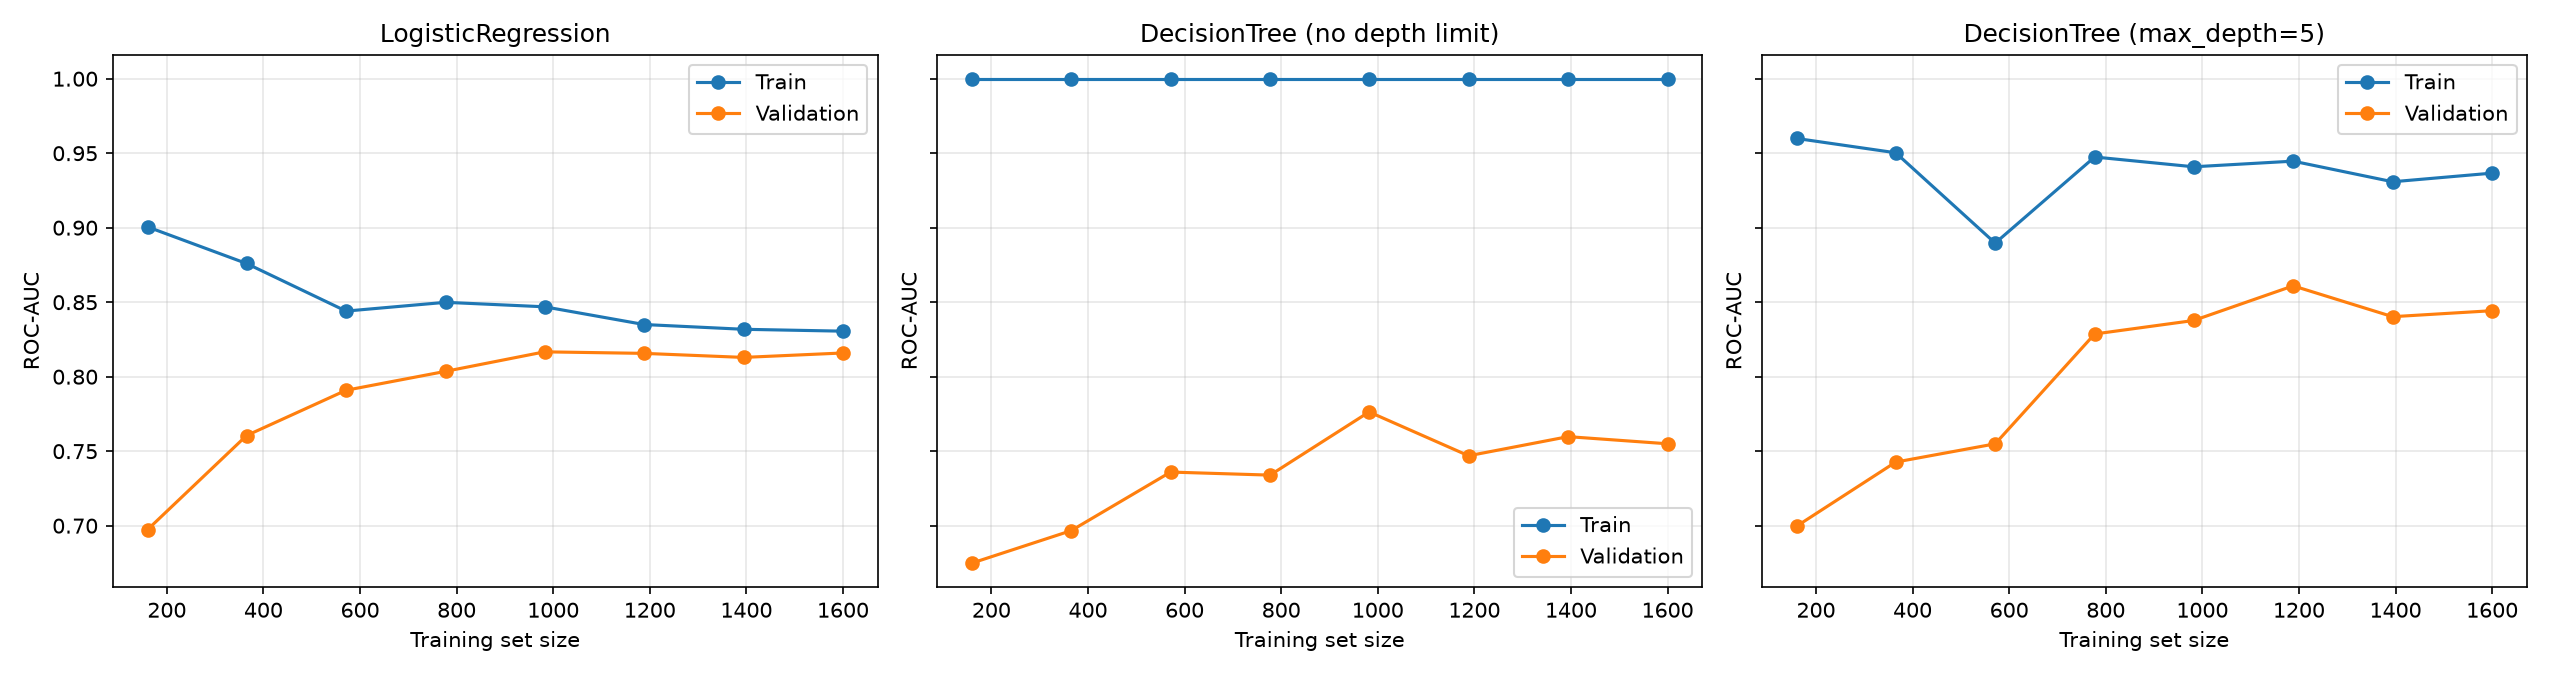 LogisticRegression
ROC-AUC
1.00
0.95
0.90
0.85
0.80
0.75
0.70
Train
Validation
200 400 600 800 1000 1200 1400 1600
Training set size
DecisionTree (no depth limit)
ROC-AUC
Train
Validation
200 400 600 800 1000 1200 1400 1600
Training set size
DecisionTree (max_depth=5)
ROC-AUC
Train
Validation
200 400 600 800 1000 1200 1400 1600
Training set size